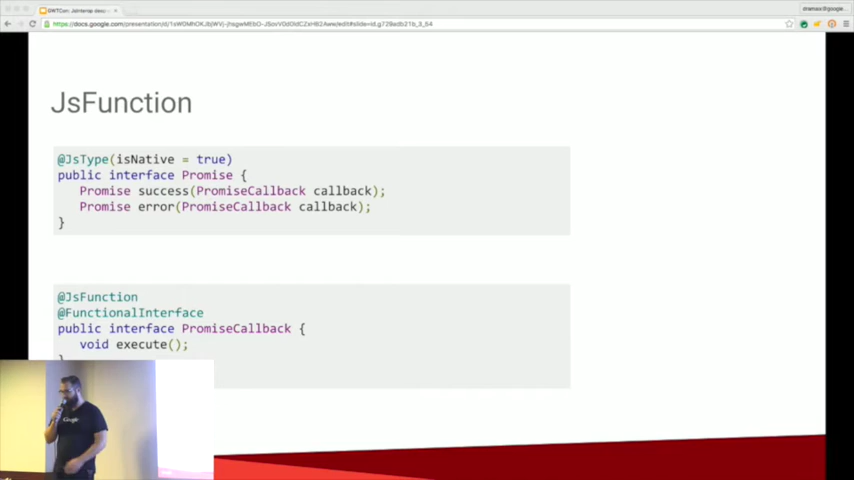 JsFunction
@JsType(isNative = true)
public interface Promise {
Promise success(PromiseCallback callback);
Promise error(PromiseCallback callback);
}
@JsFunction
@FunctionalInterface
public interface PromiseCallback {
void execute();
}
Google